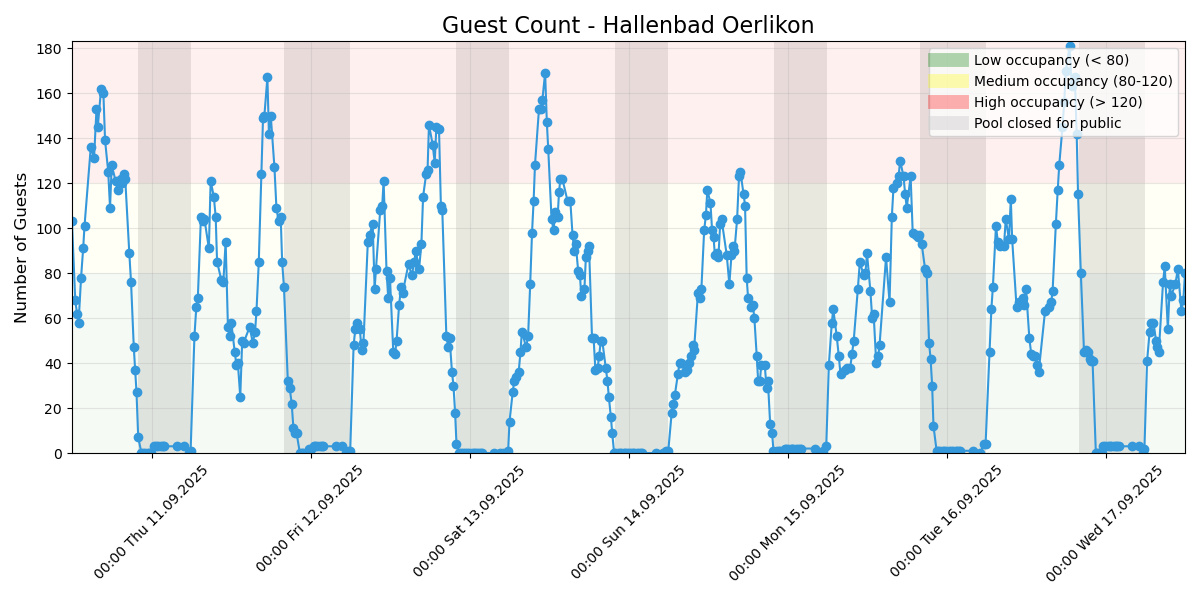 Guest Count - Hallenbad Oerlikon
Number of Guests
180
160
140
120
100
80
60
40
20
0
Low occupancy (< 80)
Medium occupancy (80-120)
High occupancy (> 120)
Pool closed for public
00:00 Thu 11.09.2025
00:00 Fri 12.09.2025
00:00 Sat 13.09.2025
00:00 Sun 14.09.2025
00:00 Mon 15.09.2025
00:00 Tue 16.09.2025
00:00 Wed 17.09.2025